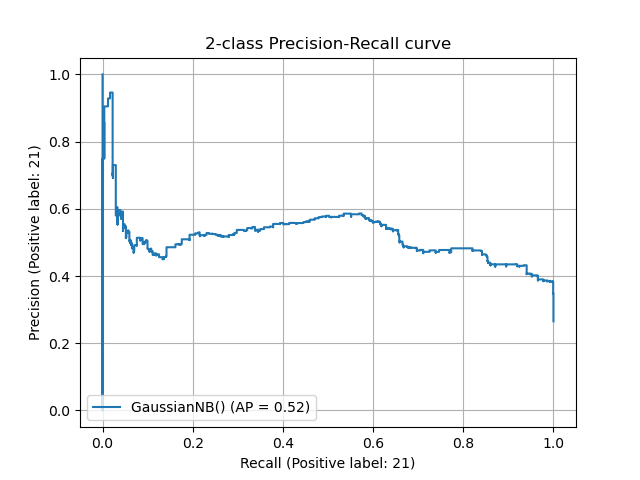 2-class Precision-Recall curve
Precision (Positive label: 21)
1.0
0.8
0.6
0.4
0.2
0.0
GaussianNB() (AP = 0.52)
0.0 0.2 0.4 0.6 0.8 1.0
Recall (Positive label: 21)